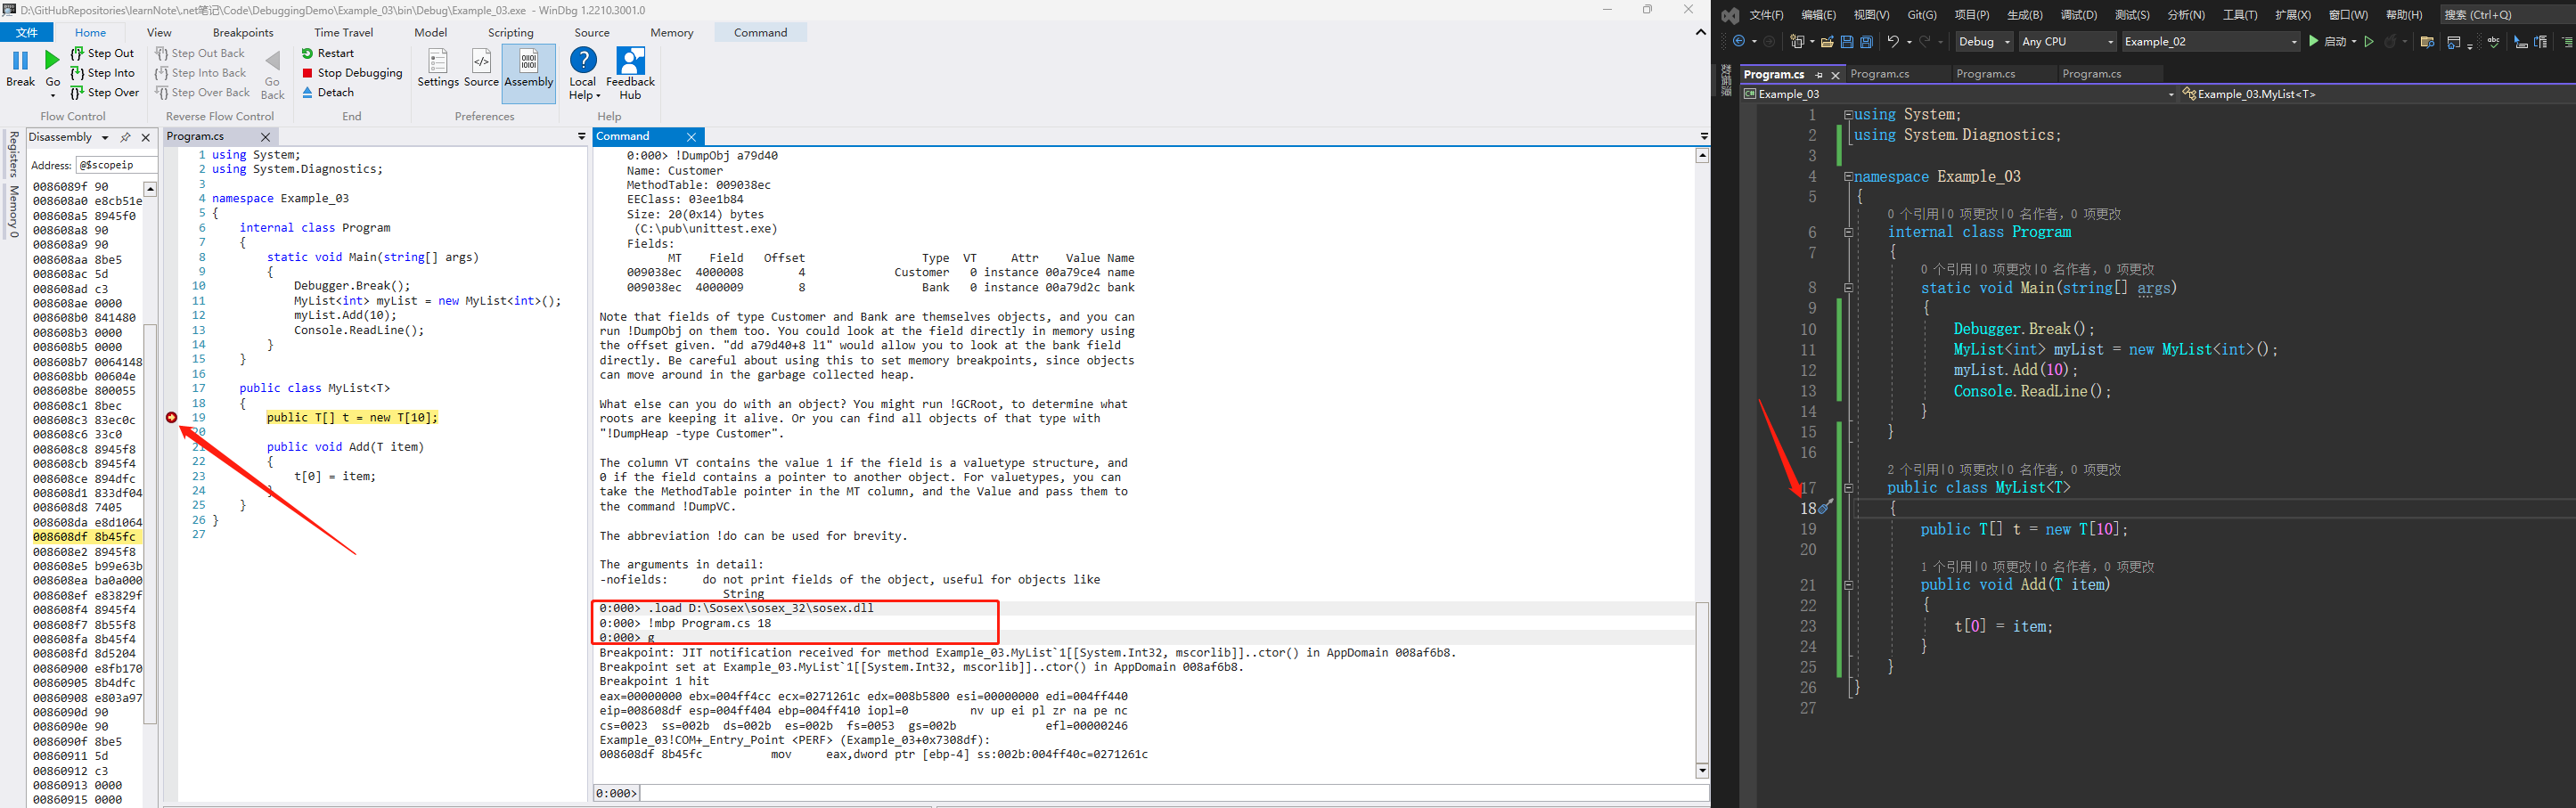 D:\GitHubRepositories\learnNote\.net笔记\Code\DebuggingDemo\Example_03\bin\Debug\Example_03.exe - WinDbg 1.2210.3001.0
文件 Home View Breakpoints Time Travel Model Scripting Source Memory Command
Break
Go
Step Out
Step Into
Step Over
Flow Control
Step Out Back
Step Into Back
Step Over Back
Go Back
Reverse Flow Control
Restart
Stop Debugging
Detach
End
Settings Source Assembly
Preferences
Local Help
Feedback Hub
Help
Registers
Memory 0
Disassembly
Address: @$scopeip
0086089f 90
008608a0 e8cb51e
008608a5 8945f0
008608a8 90
008608a9 90
008608aa 8be5
008608ac 5d
008608ad c3
008608ae 0000
008608b0 841480
008608b3 0000
008608b5 0000
008608b7 0064148
008608bb 00604e
008608be 800055
008608c1 8bec
008608c3 83ec0c
008608c6 33c0
008608c8 8945f8
008608cb 8945f4
008608ce 894dfc
008608d1 833df04
008608d8 7405
008608da e8d1064
008608df 8b45fc
008608e2 8945f8
008608e5 b99e63b
008608ea ba0a000
008608ef e83829f
008608f4 8945f4
008608f7 8b55f8
008608fa 8b45f4
008608fd 8d5204
00860900 e8fb170
00860905 8b4dfc
00860908 e803a97
0086090d 90
0086090e 90
0086090f 8be5
00860911 5d
00860912 c3
00860913 0000
00860915 0000
Program.cs
1 using System;
2 using System.Diagnostics;
3
4 namespace Example_03
5 {
6 internal class Program
7 {
8 static void Main(string[] args)
9 {
10 Debugger.Break();
11 MyList<int> myList = new MyList<int>();
12 myList.Add(10);
13 Console.ReadLine();
14 }
15 }
16
17 public class MyList<T>
18 {
19 public T[] t = new T[10];
20
21 public void Add(T item)
22 {
23 t[0] = item;
24 }
25 }
26 }
27
Command
0:000> !DumpObj a79d40
Name: Customer
MethodTable: 009038ec
EEClass: 03ee1b84
Size: 20(0x14) bytes
(C:\pub\unittest.exe)
Fields:
MT Field Offset Type VT Attr Value Name
009038ec 4000008 4 Customer 0 instance 00a79ce4 name
009038ec 4000009 8 Bank 0 instance 00a79d2c bank
Note that fields of type Customer and Bank are themselves objects, and you can
run !DumpObj on them too. You could look at the field directly in memory using
the offset given. "dd a79d40+8 l1" would allow you to look at the bank field
directly. Be careful about using this to set memory breakpoints, since objects
can move around in the garbage collected heap.
What else can you do with an object? You might run !GCRoot, to determine what
roots are keeping it alive. Or you can find all objects of that type with
"!DumpHeap -type Customer".
The column VT contains the value 1 if the field is a valuetype structure, and
0 if the field contains a pointer to another object. For valuetypes, you can
take the MethodTable pointer in the MT column, and the Value and pass them to
the command !DumpVC.
The abbreviation !do can be used for brevity.
The arguments in detail:
-nofields: do not print fields of the object, useful for objects like
String
0:000> .load D:\Sosex\sosex_32\sosex.dll
0:000> !mbp Program.cs 18
0:000> g
Breakpoint: JIT notification received for method Example_03.MyList`1[[System.Int32, mscorlib]]..ctor() in AppDomain 008af6b8.
Breakpoint set at Example_03.MyList`1[[System.Int32, mscorlib]]..ctor() in AppDomain 008af6b8.
Breakpoint 1 hit
eax=00000000 ebx=004ff4cc ecx=0271261c edx=008b5800 esi=00000000 edi=004ff440
eip=008608df esp=004ff404 ebp=004ff410 iopl=0 nv up ei pl zr na pe nc
cs=0023 ss=002b ds=002b es=002b fs=0053 gs=002b efl=00000246
Example_03!COM+_Entry_Point <PERF> (Example_03+0x7308df):
008608df 8b45fc mov eax,dword ptr [ebp-4] ss:002b:004ff40c=0271261c
0:000>
文件(F) 编辑(E) 视图(V) Git(G) 项目(P) 生成(B) 调试(D) 测试(S) 分析(N) 工具(T) 扩展(X) 窗口(W) 帮助(H) 搜索 (Ctrl+Q)
Debug Any CPU Example_02 启动
Program.cs Program.cs Program.cs Program.cs
Example_03 Example_03.MyList<T>
1 using System;
2 using System.Diagnostics;
3
4 namespace Example_03
5 {
0 个引用|0 项更改|0 名作者，0 项更改
6 internal class Program
7 {
0 个引用|0 项更改|0 名作者，0 项更改
8 static void Main(string[] args)
9 {
10 Debugger.Break();
11 MyList<int> myList = new MyList<int>();
12 myList.Add(10);
13 Console.ReadLine();
14 }
15 }
16
2 个引用|0 项更改|0 名作者，0 项更改
17 public class MyList<T>
18 {
19 public T[] t = new T[10];
20
1 个引用|0 项更改|0 名作者，0 项更改
21 public void Add(T item)
22 {
23 t[0] = item;
24 }
25 }
26 }
27